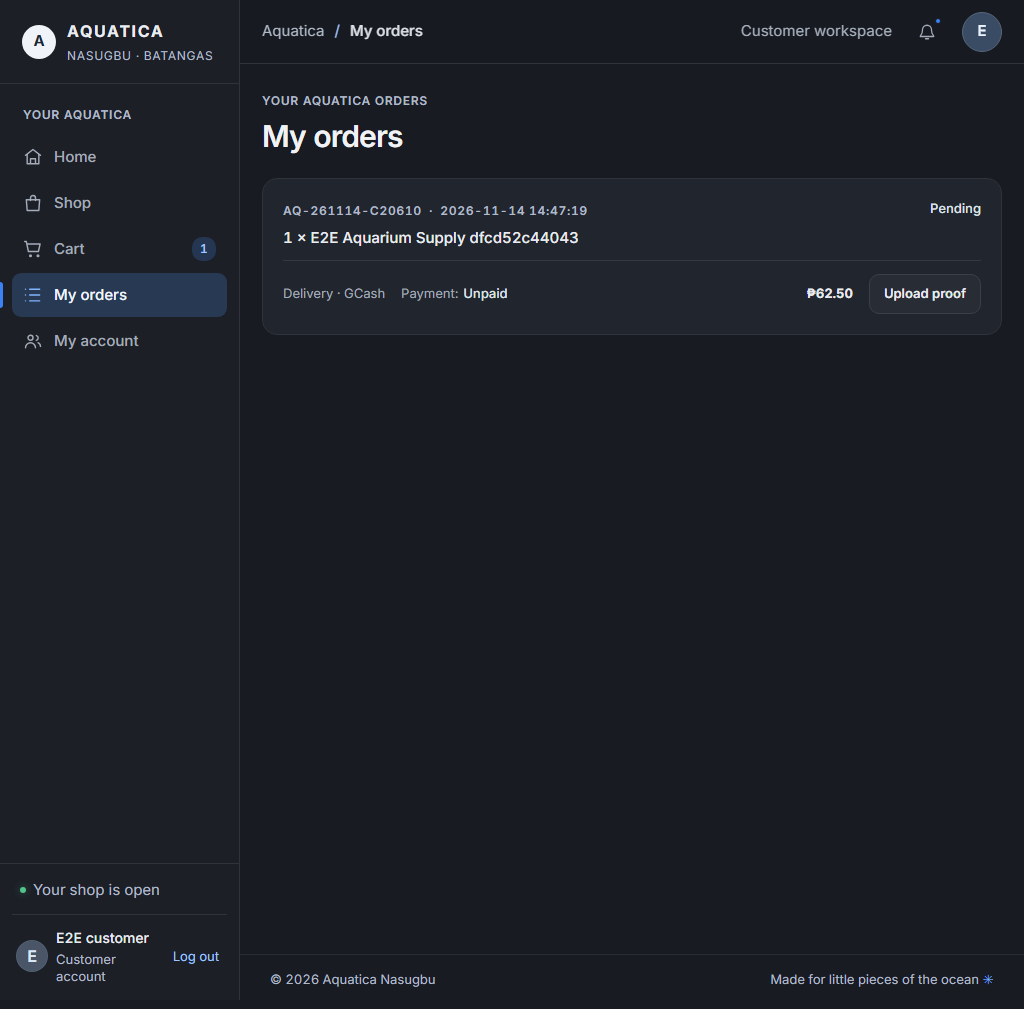 A
AQUATICA
NASUGBU · BATANGAS
YOUR AQUATICA
Home
Shop
Cart
1
My orders
My account
Your shop is open
E
E2E customer
Customer
account
Log out
Aquatica / My orders
Customer workspace
E
YOUR AQUATICA ORDERS
My orders
AQ-261114-C20610 · 2026-11-14 14:47:19
Pending
1 × E2E Aquarium Supply dfcd52c44043
Delivery · GCash
Payment: Unpaid
₱62.50
Upload proof
© 2026 Aquatica Nasugbu
Made for little pieces of the ocean ✳